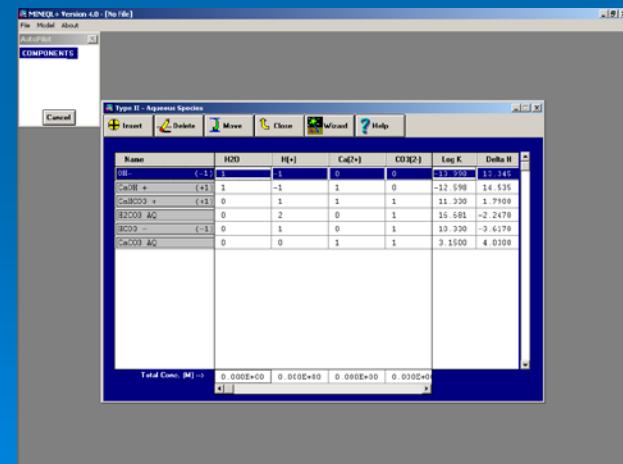 MINEQL+ Version 4.0 - [No File]
File Model About
AutoPilot
COMPONENTS
Cancel
Type II - Aqueous Species
Insert Delete Move Close Wizard Help
Name H2O H(+) Ca(2+) CO3(2-) Log K Delta H
OH- (-1) 1 -1 0 0 -13.998 13.345
CaOH + (+1) 1 -1 1 0 -12.598 14.535
CaHCO3 + (+1) 0 1 1 1 11.330 1.7900
H2CO3 AQ 0 2 0 1 16.681 -2.2470
HCO3 - (-1) 0 1 0 1 10.330 -3.6170
CaCO3 AQ 0 0 1 1 3.1500 4.0300
Total Conc. (M) --> 0.000E+00 0.000E+00 0.000E+00 0.000E+0